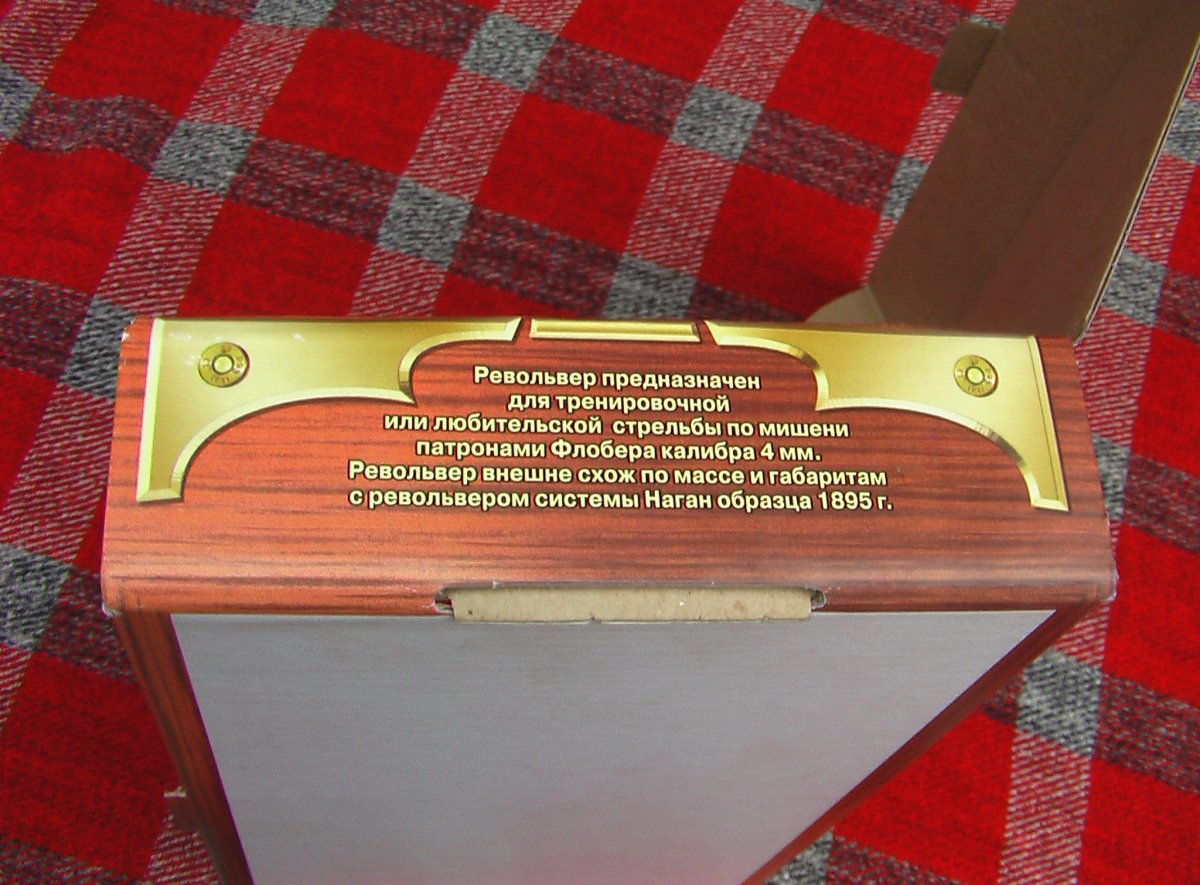 Револьвер предназначен
для тренировочной
или любительской стрельбы по мишени
патронами Флобера калибра 4 мм.
Револьвер внешне схож по массе и габаритам
с револьвером системы Наган образца 1895 г.